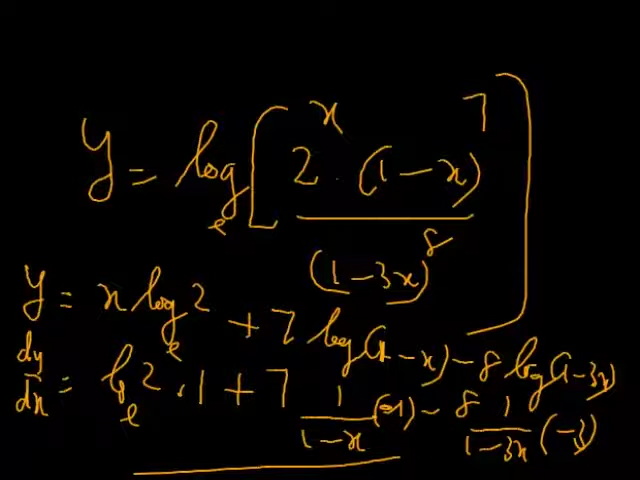 y = log_e [ 2^x . (1-x)^7 / (1-3x)^8 ]
y = x log_e 2 + 7 log(1-x) - 8 log(1-3x)
dy/dx = log_e 2 . 1 + 7 1/(1-x) (-1) - 8 1/(1-3x) (-3)